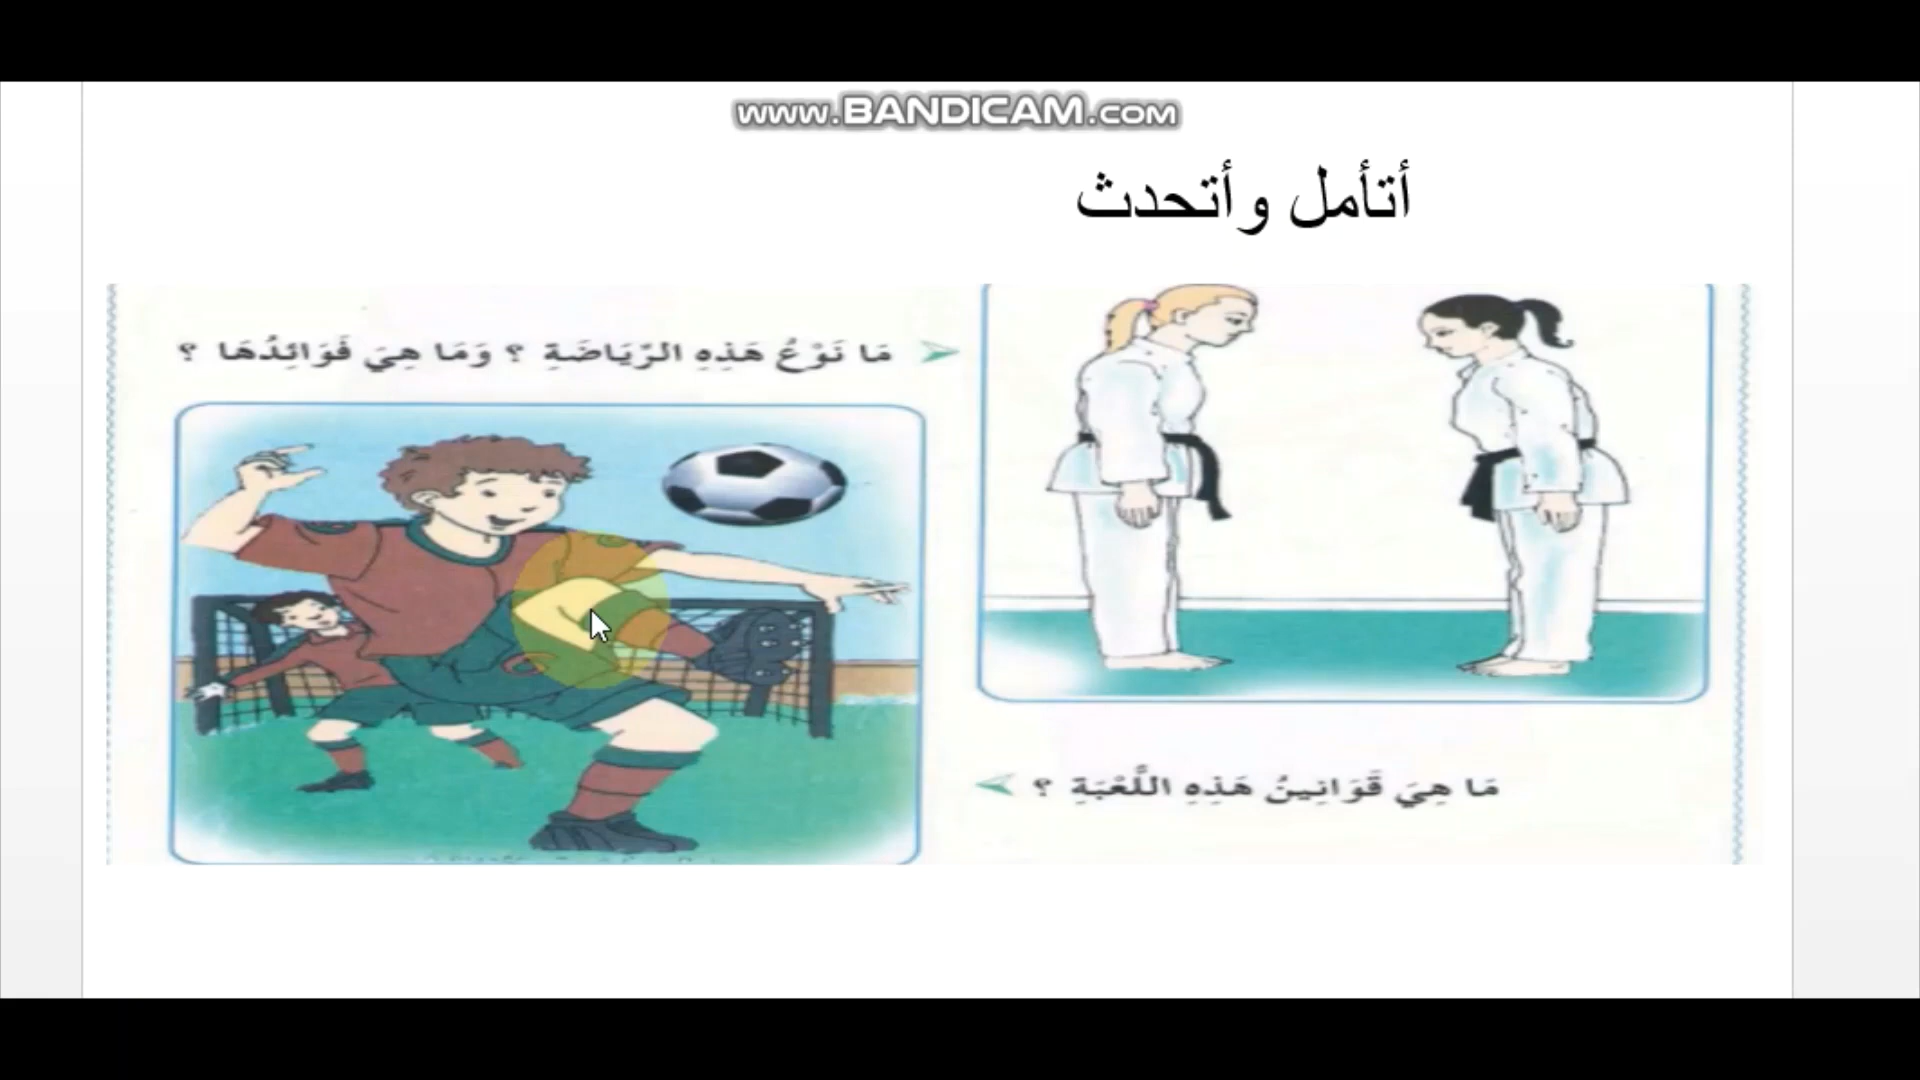 www.BANDICAM.com
أتأمل وأتحدث
مَا نَوْعُ هَذِهِ الرِّيَاضَةِ ؟ وَمَا هِيَ فَوَائِدُهَا ؟
مَا هِيَ قَوَانِينُ هَذِهِ اللُّعْبَةِ ؟